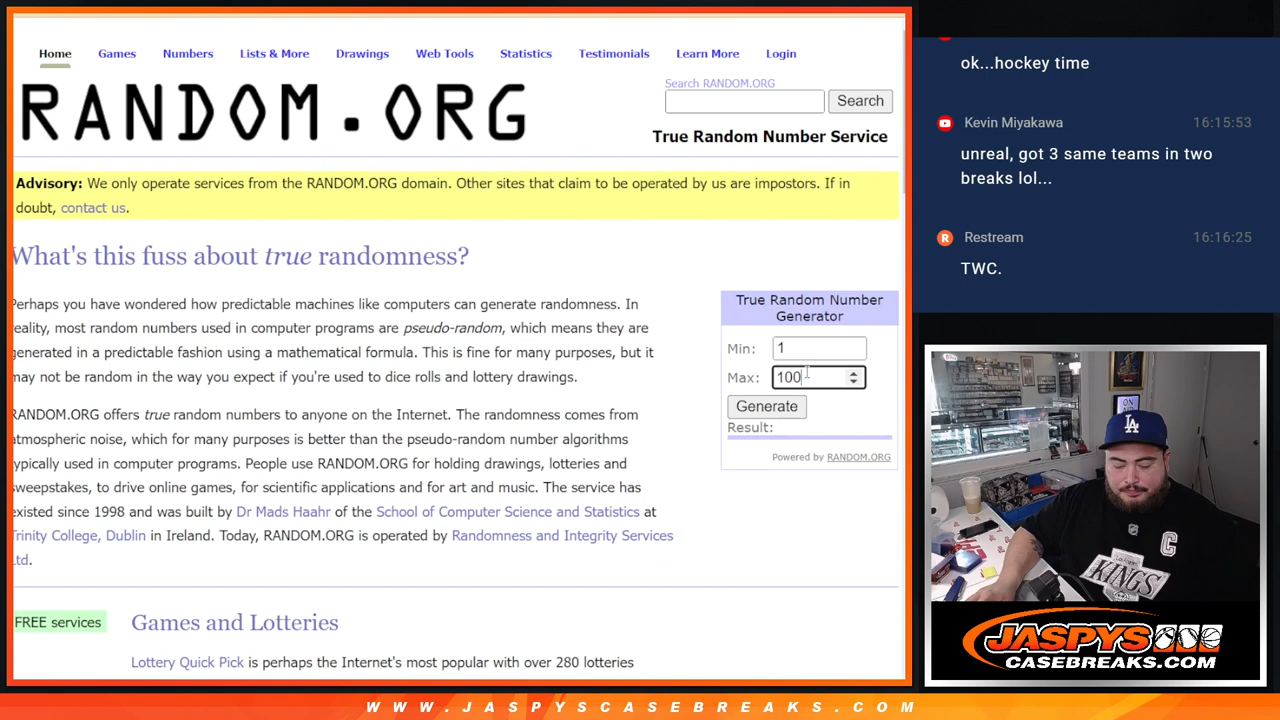 Home Games Numbers Lists & More Drawings Web Tools Statistics Testimonials Learn More Login
RANDOM.ORG
Search RANDOM.ORG
Search
True Random Number Service
Advisory: We only operate services from the RANDOM.ORG domain. Other sites that claim to be operated by us are impostors. If in
doubt, contact us.
What's this fuss about true randomness?
Perhaps you have wondered how predictable machines like computers can generate randomness. In
reality, most random numbers used in computer programs are pseudo-random, which means they are
generated in a predictable fashion using a mathematical formula. This is fine for many purposes, but it
may not be random in the way you expect if you're used to dice rolls and lottery drawings.
RANDOM.ORG offers true random numbers to anyone on the Internet. The randomness comes from
atmospheric noise, which for many purposes is better than the pseudo-random number algorithms
typically used in computer programs. People use RANDOM.ORG for holding drawings, lotteries and
sweepstakes, to drive online games, for scientific applications and for art and music. The service has
existed since 1998 and was built by Dr Mads Haahr of the School of Computer Science and Statistics at
Trinity College, Dublin in Ireland. Today, RANDOM.ORG is operated by Randomness and Integrity Services
Ltd.
True Random Number
Generator
Min: 1
Max: 100
Generate
Result:
Powered by RANDOM.ORG
FREE services
Games and Lotteries
Lottery Quick Pick is perhaps the Internet's most popular with over 280 lotteries
ok...hockey time
Kevin Miyakawa 16:15:53
unreal, got 3 same teams in two
breaks lol...
Restream 16:16:25
TWC.
ON AIR
LA
C
KINGS
JASPYS
CASEBREAKS.COM
WWW.JASPYSCASEBREAKS.COM